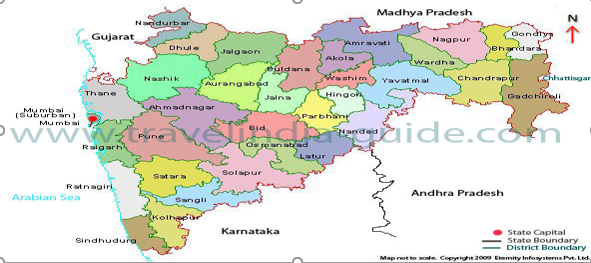 Madhya Pradesh
N
Nandurbar
Gujarat
Dhule
Jalgaon
Amravati
Nagpur
Gondiya
Bhandara
Akola
Buldana
Wardha
Nashik
Aurangabad
Washim
Yavatmal
Chandrapur
Chhattisgarh
Thane
Jalna
Hingoli
Gadchiroli
Mumbai
(Suburban)
Mumbai
Ahmadnagar
Parbhani
www.travelindia-guide.com
Pune
Bid
Nanded
Raigarh
Osmanabad
Latur
Ratnagiri
Satara
Solapur
Andhra Pradesh
Arabian Sea
Sangli
Kolhapur
Karnataka
Sindhudurg
State Capital
State Boundary
District Boundary
Map not to scale. Copyright 2009 Eternity Infosystems Pvt. Ltd.